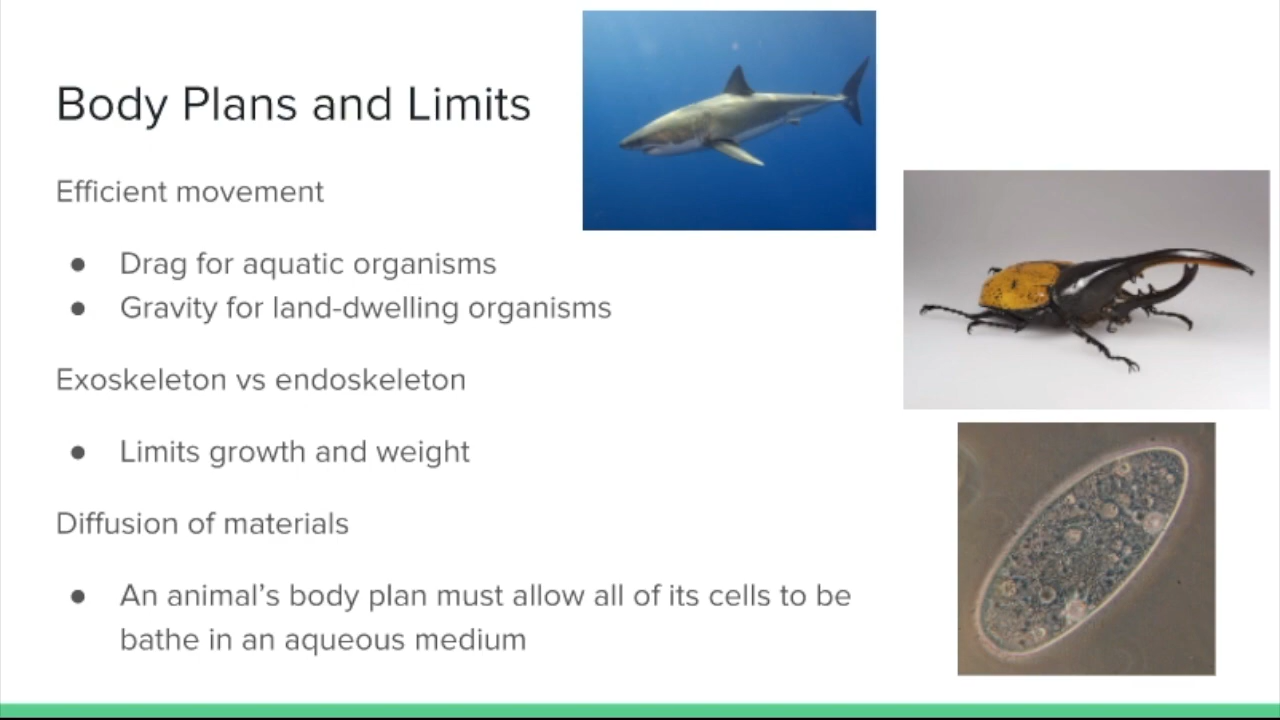 Body Plans and Limits
Efficient movement
● Drag for aquatic organisms
● Gravity for land-dwelling organisms
Exoskeleton vs endoskeleton
● Limits growth and weight
Diffusion of materials
● An animal’s body plan must allow all of its cells to be
bathe in an aqueous medium